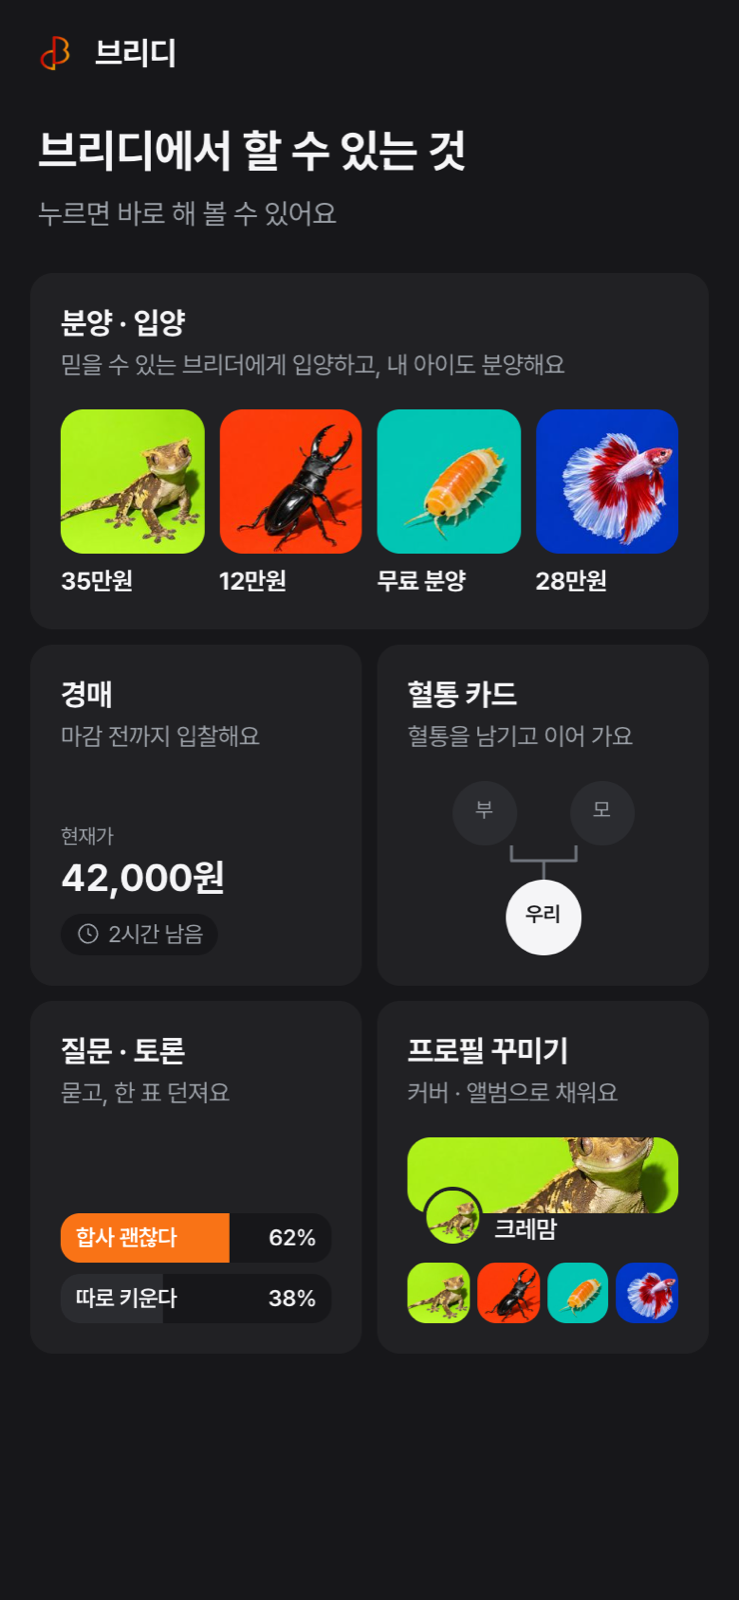 브리디
브리디에서 할 수 있는 것
누르면 바로 해 볼 수 있어요
분양 · 입양
믿을 수 있는 브리더에게 입양하고, 내 아이도 분양해요
35만원
12만원
무료 분양
28만원
경매
마감 전까지 입찰해요
현재가
42,000원
2시간 남음
혈통 카드
혈통을 남기고 이어 가요
부
모
우리
질문 · 토론
묻고, 한 표 던져요
합사 괜찮다 62%
따로 키운다 38%
프로필 꾸미기
커버 · 앨범으로 채워요
크레맘